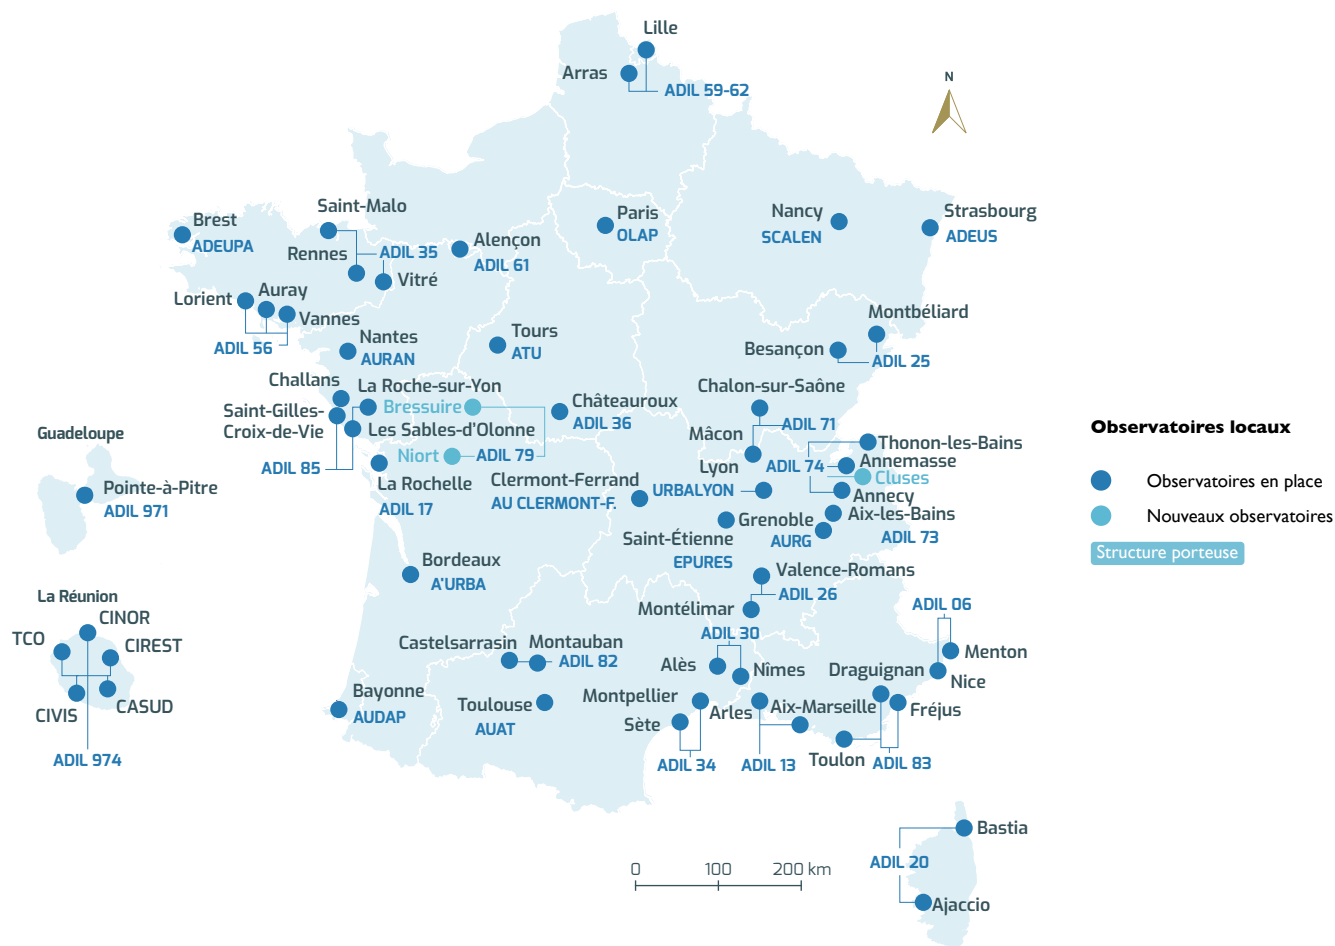 Lille
Arras
ADIL 59-62
N
Saint-Malo
Brest
ADEUPA
Rennes
ADIL 35
Vitré
Alençon
ADIL 61
Paris
OLAP
Nancy
SCALEN
Strasbourg
ADEUS
Lorient
Auray
Vannes
ADIL 56
Nantes
AURAN
Tours
ATU
Montbéliard
Besançon
ADIL 25
Challans
La Roche-sur-Yon
Bressuire
Saint-Gilles-
Croix-de-Vie
Les Sables-d'Olonne
ADIL 85
Niort
ADIL 79
La Rochelle
ADIL 17
Châteauroux
ADIL 36
Chalon-sur-Saône
Mâcon
ADIL 71
Lyon
URBALYON
Clermont-Ferrand
AU CLERMONT-F.
Thonon-les-Bains
ADIL 74
Annemasse
Cluses
Annecy
Aix-les-Bains
ADIL 73
Grenoble
AURG
Saint-Étienne
EPURES
Guadeloupe
Pointe-à-Pitre
ADIL 971
Observatoires locaux
Observatoires en place
Nouveaux observatoires
Structure porteuse
Bordeaux
A'URBA
Valence-Romans
ADIL 26
Montélimar
La Réunion
CINOR
TCO
CIREST
CIVIS
CASUD
ADIL 974
Castelsarrasin
Montauban
ADIL 82
ADIL 30
Alès
Nîmes
ADIL 06
Menton
Nice
Draguignan
Fréjus
Toulon
ADIL 83
Bayonne
AUDAP
Toulouse
AUAT
Montpellier
Sète
ADIL 34
Arles
Aix-Marseille
ADIL 13
Bastia
ADIL 20
Ajaccio
0 100 200 km